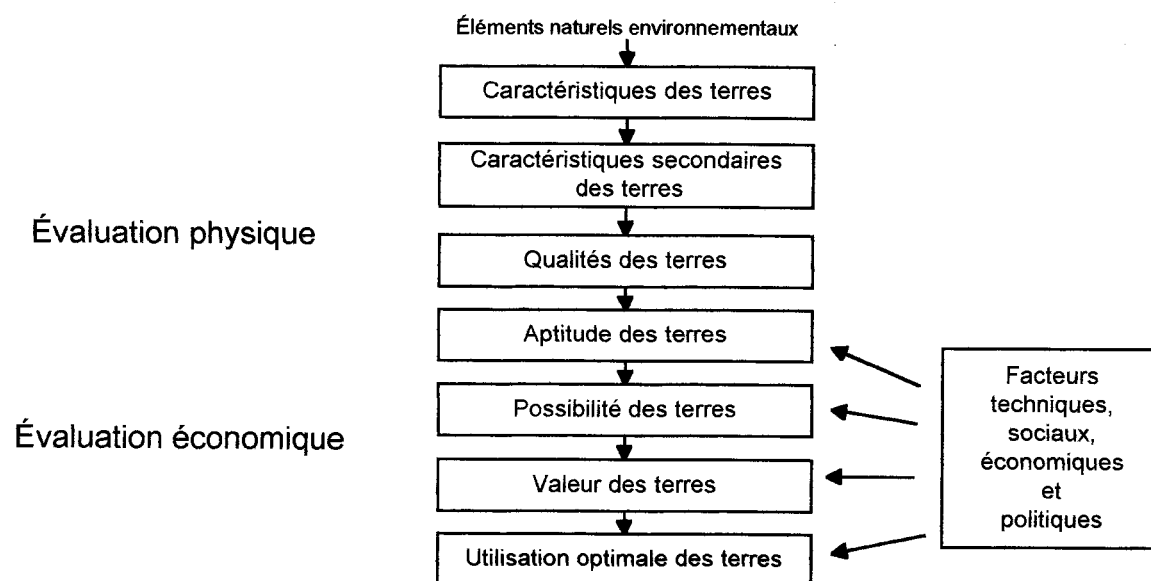 Éléments naturels environnementaux
Caractéristiques des terres
Caractéristiques secondaires
des terres
Évaluation physique
Qualités des terres
Aptitude des terres
Possibilité des terres
Évaluation économique
Valeur des terres
Utilisation optimale des terres
Facteurs
techniques,
sociaux,
économiques
et
politiques